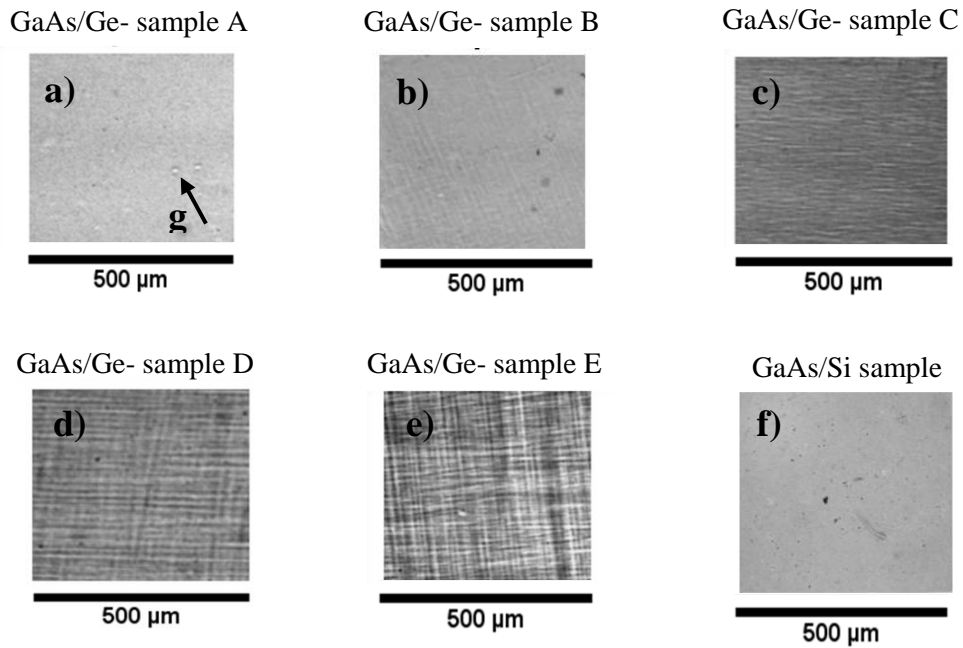 GaAs/Ge- sample A
GaAs/Ge- sample B
GaAs/Ge- sample C
a)
b)
c)
g
500 µm
500 µm
500 µm
GaAs/Ge- sample D
GaAs/Ge- sample E
GaAs/Si sample
d)
e)
f)
500 µm
500 µm
500 µm